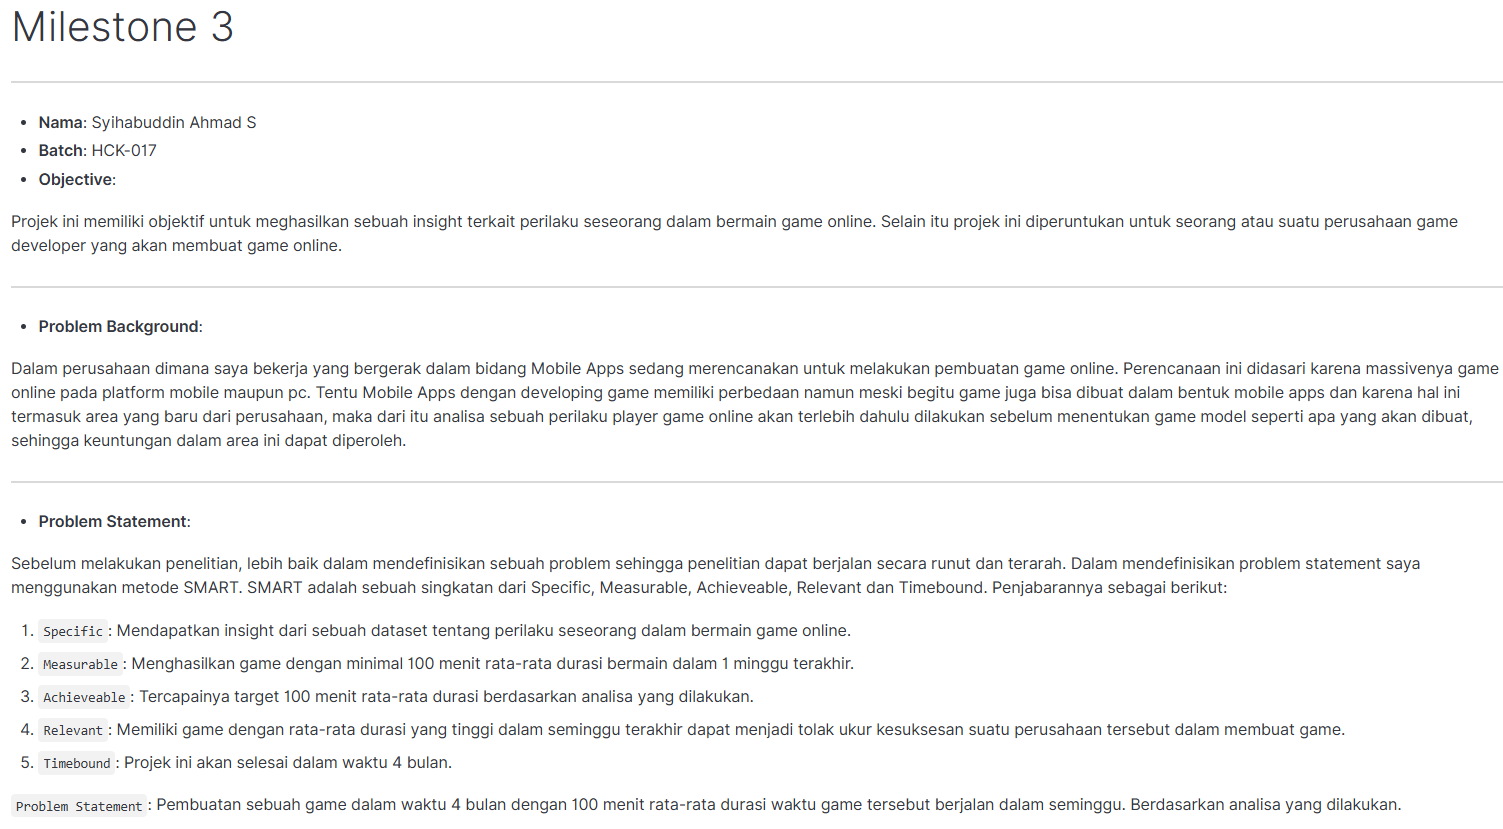 Milestone 3
Nama: Syihabuddin Ahmad S
Batch: HCK-017
Objective:
Projek ini memiliki objektif untuk meghasilkan sebuah insight terkait perilaku seseorang dalam bermain game online. Selain itu projek ini diperuntukan untuk seorang atau suatu perusahaan game
developer yang akan membuat game online.
Problem Background:
Dalam perusahaan dimana saya bekerja yang bergerak dalam bidang Mobile Apps sedang merencanakan untuk melakukan pembuatan game online. Perencanaan ini didasari karena massivenya game
online pada platform mobile maupun pc. Tentu Mobile Apps dengan developing game memiliki perbedaan namun meski begitu game juga bisa dibuat dalam bentuk mobile apps dan karena hal ini
termasuk area yang baru dari perusahaan, maka dari itu analisa sebuah perilaku player game online akan terlebih dahulu dilakukan sebelum menentukan game model seperti apa yang akan dibuat,
sehingga keuntungan dalam area ini dapat diperoleh.
Problem Statement:
Sebelum melakukan penelitian, lebih baik dalam mendefinisikan sebuah problem sehingga penelitian dapat berjalan secara runut dan terarah. Dalam mendefinisikan problem statement saya
menggunakan metode SMART. SMART adalah sebuah singkatan dari Specific, Measurable, Achieveable, Relevant dan Timebound. Penjabarannya sebagai berikut:
1. Specific : Mendapatkan insight dari sebuah dataset tentang perilaku seseorang dalam bermain game online.
2. Measurable : Menghasilkan game dengan minimal 100 menit rata-rata durasi bermain dalam 1 minggu terakhir.
3. Achieveable : Tercapainya target 100 menit rata-rata durasi berdasarkan analisa yang dilakukan.
4. Relevant : Memiliki game dengan rata-rata durasi yang tinggi dalam seminggu terakhir dapat menjadi tolak ukur kesuksesan suatu perusahaan tersebut dalam membuat game.
5. Timebound : Projek ini akan selesai dalam waktu 4 bulan.
Problem Statement : Pembuatan sebuah game dalam waktu 4 bulan dengan 100 menit rata-rata durasi waktu game tersebut berjalan dalam seminggu. Berdasarkan analisa yang dilakukan.